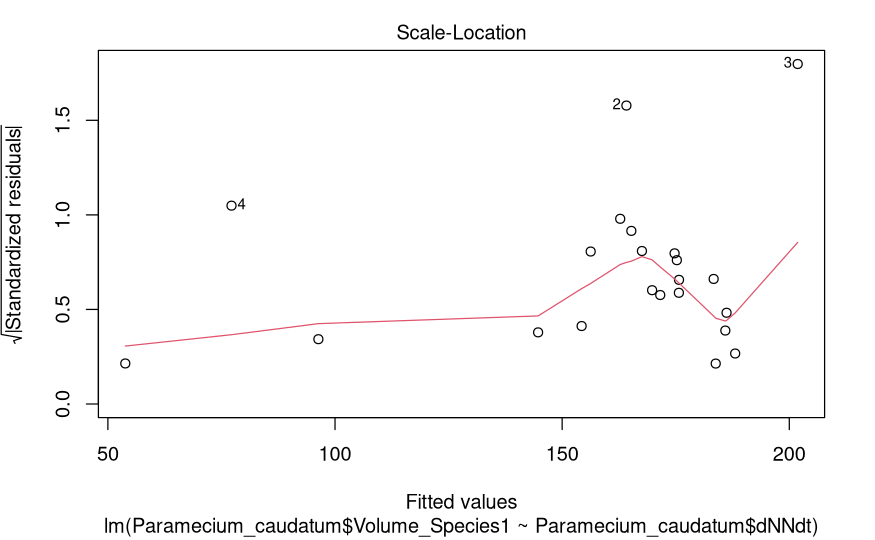 Scale-Location
√|Standardized residuals|
1.5
1.0
0.5
0.0
3
2
4
50 100 150 200
Fitted values
lm(Paramecium_caudatum$Volume_Species1 ~ Paramecium_caudatum$dNNdt)